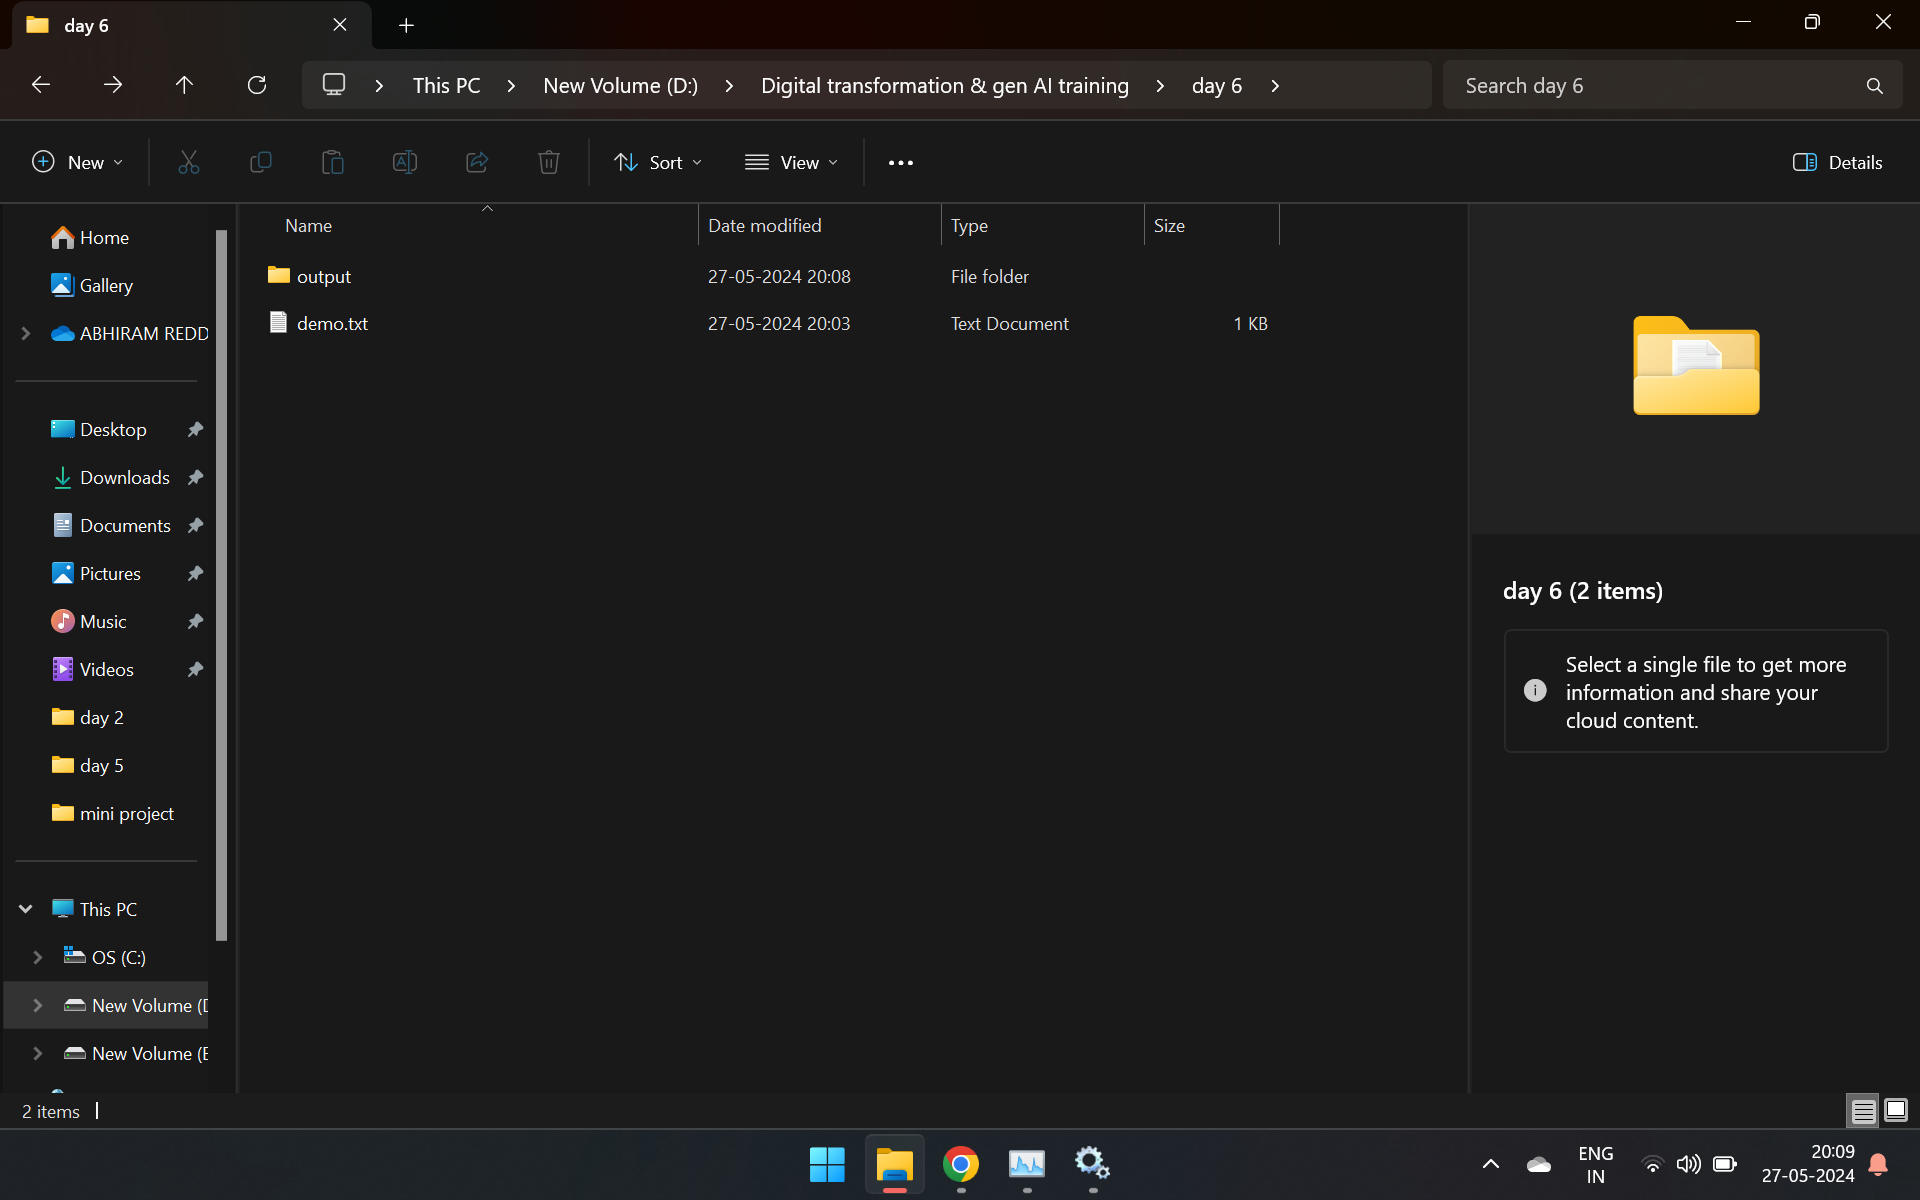 day 6
This PC
New Volume (D:)
Digital transformation & gen AI training
day 6
Search day 6
New
Sort
View
Details
Home
Gallery
ABHIRAM REDD
Desktop
Downloads
Documents
Pictures
Music
Videos
day 2
day 5
mini project
This PC
OS (C:)
New Volume (D
New Volume (E
Name Date modified Type Size
output 27-05-2024 20:08 File folder
demo.txt 27-05-2024 20:03 Text Document 1 KB
day 6 (2 items)
Select a single file to get more
information and share your
cloud content.
2 items
ENG
IN
20:09
27-05-2024